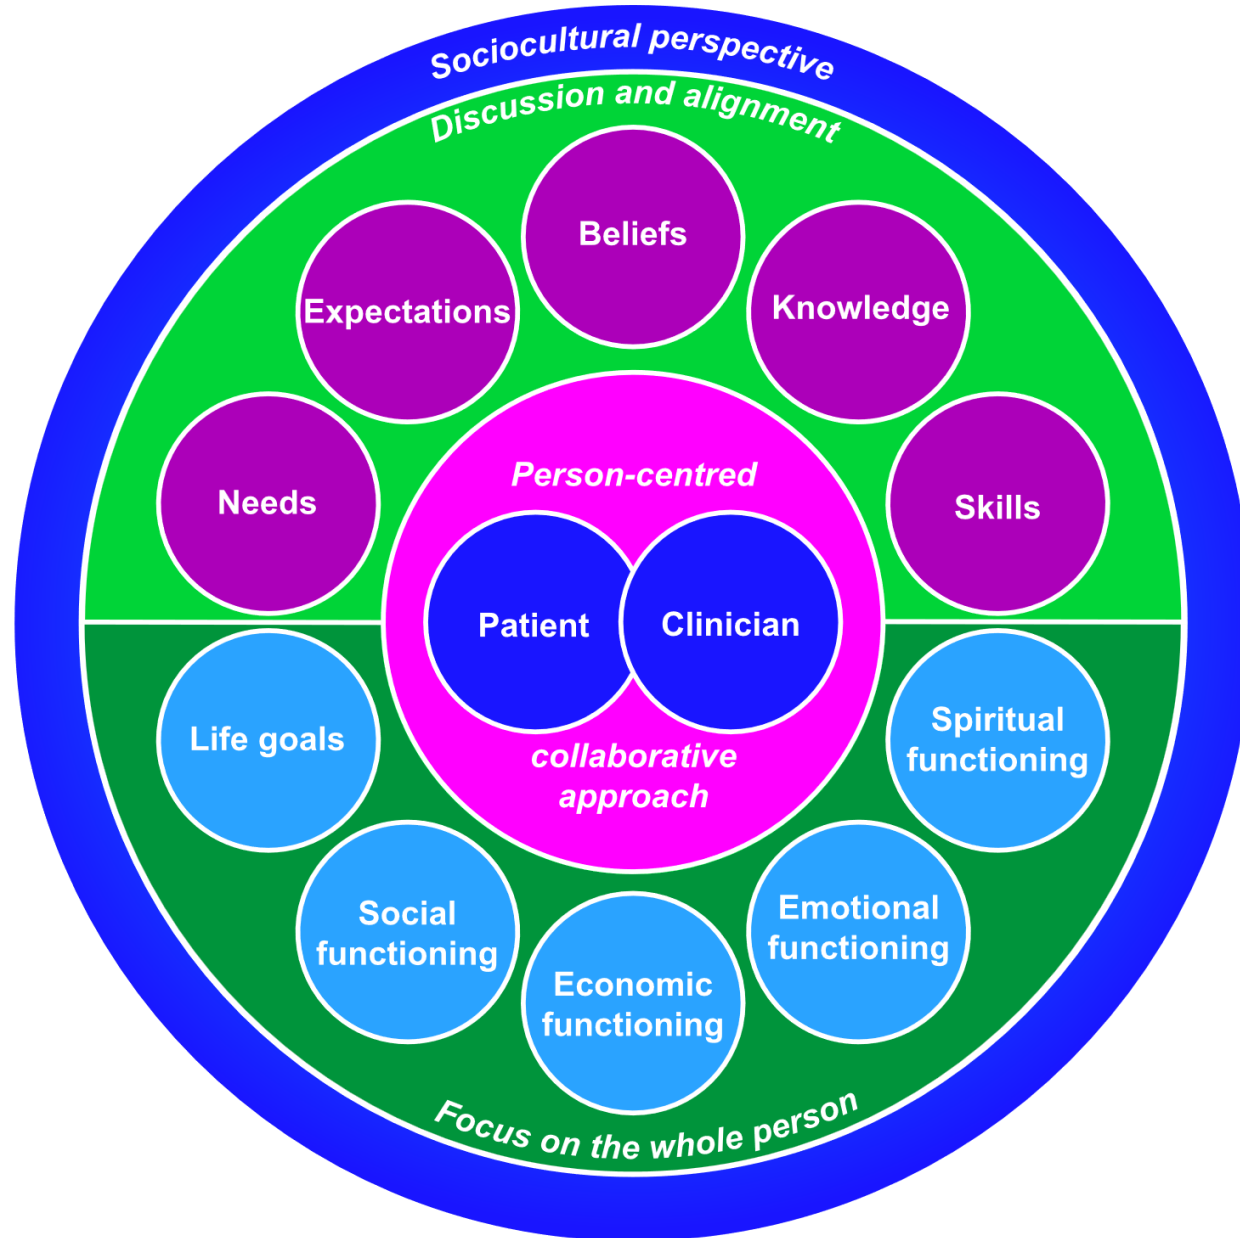 Sociocultural perspective
Discussion and alignment
Beliefs
Expectations
Knowledge
Needs
Skills
Person-centred
Patient
Clinician
collaborative
approach
Life goals
Spiritual
functioning
Social
functioning
Emotional
functioning
Economic
functioning
Focus on the whole person